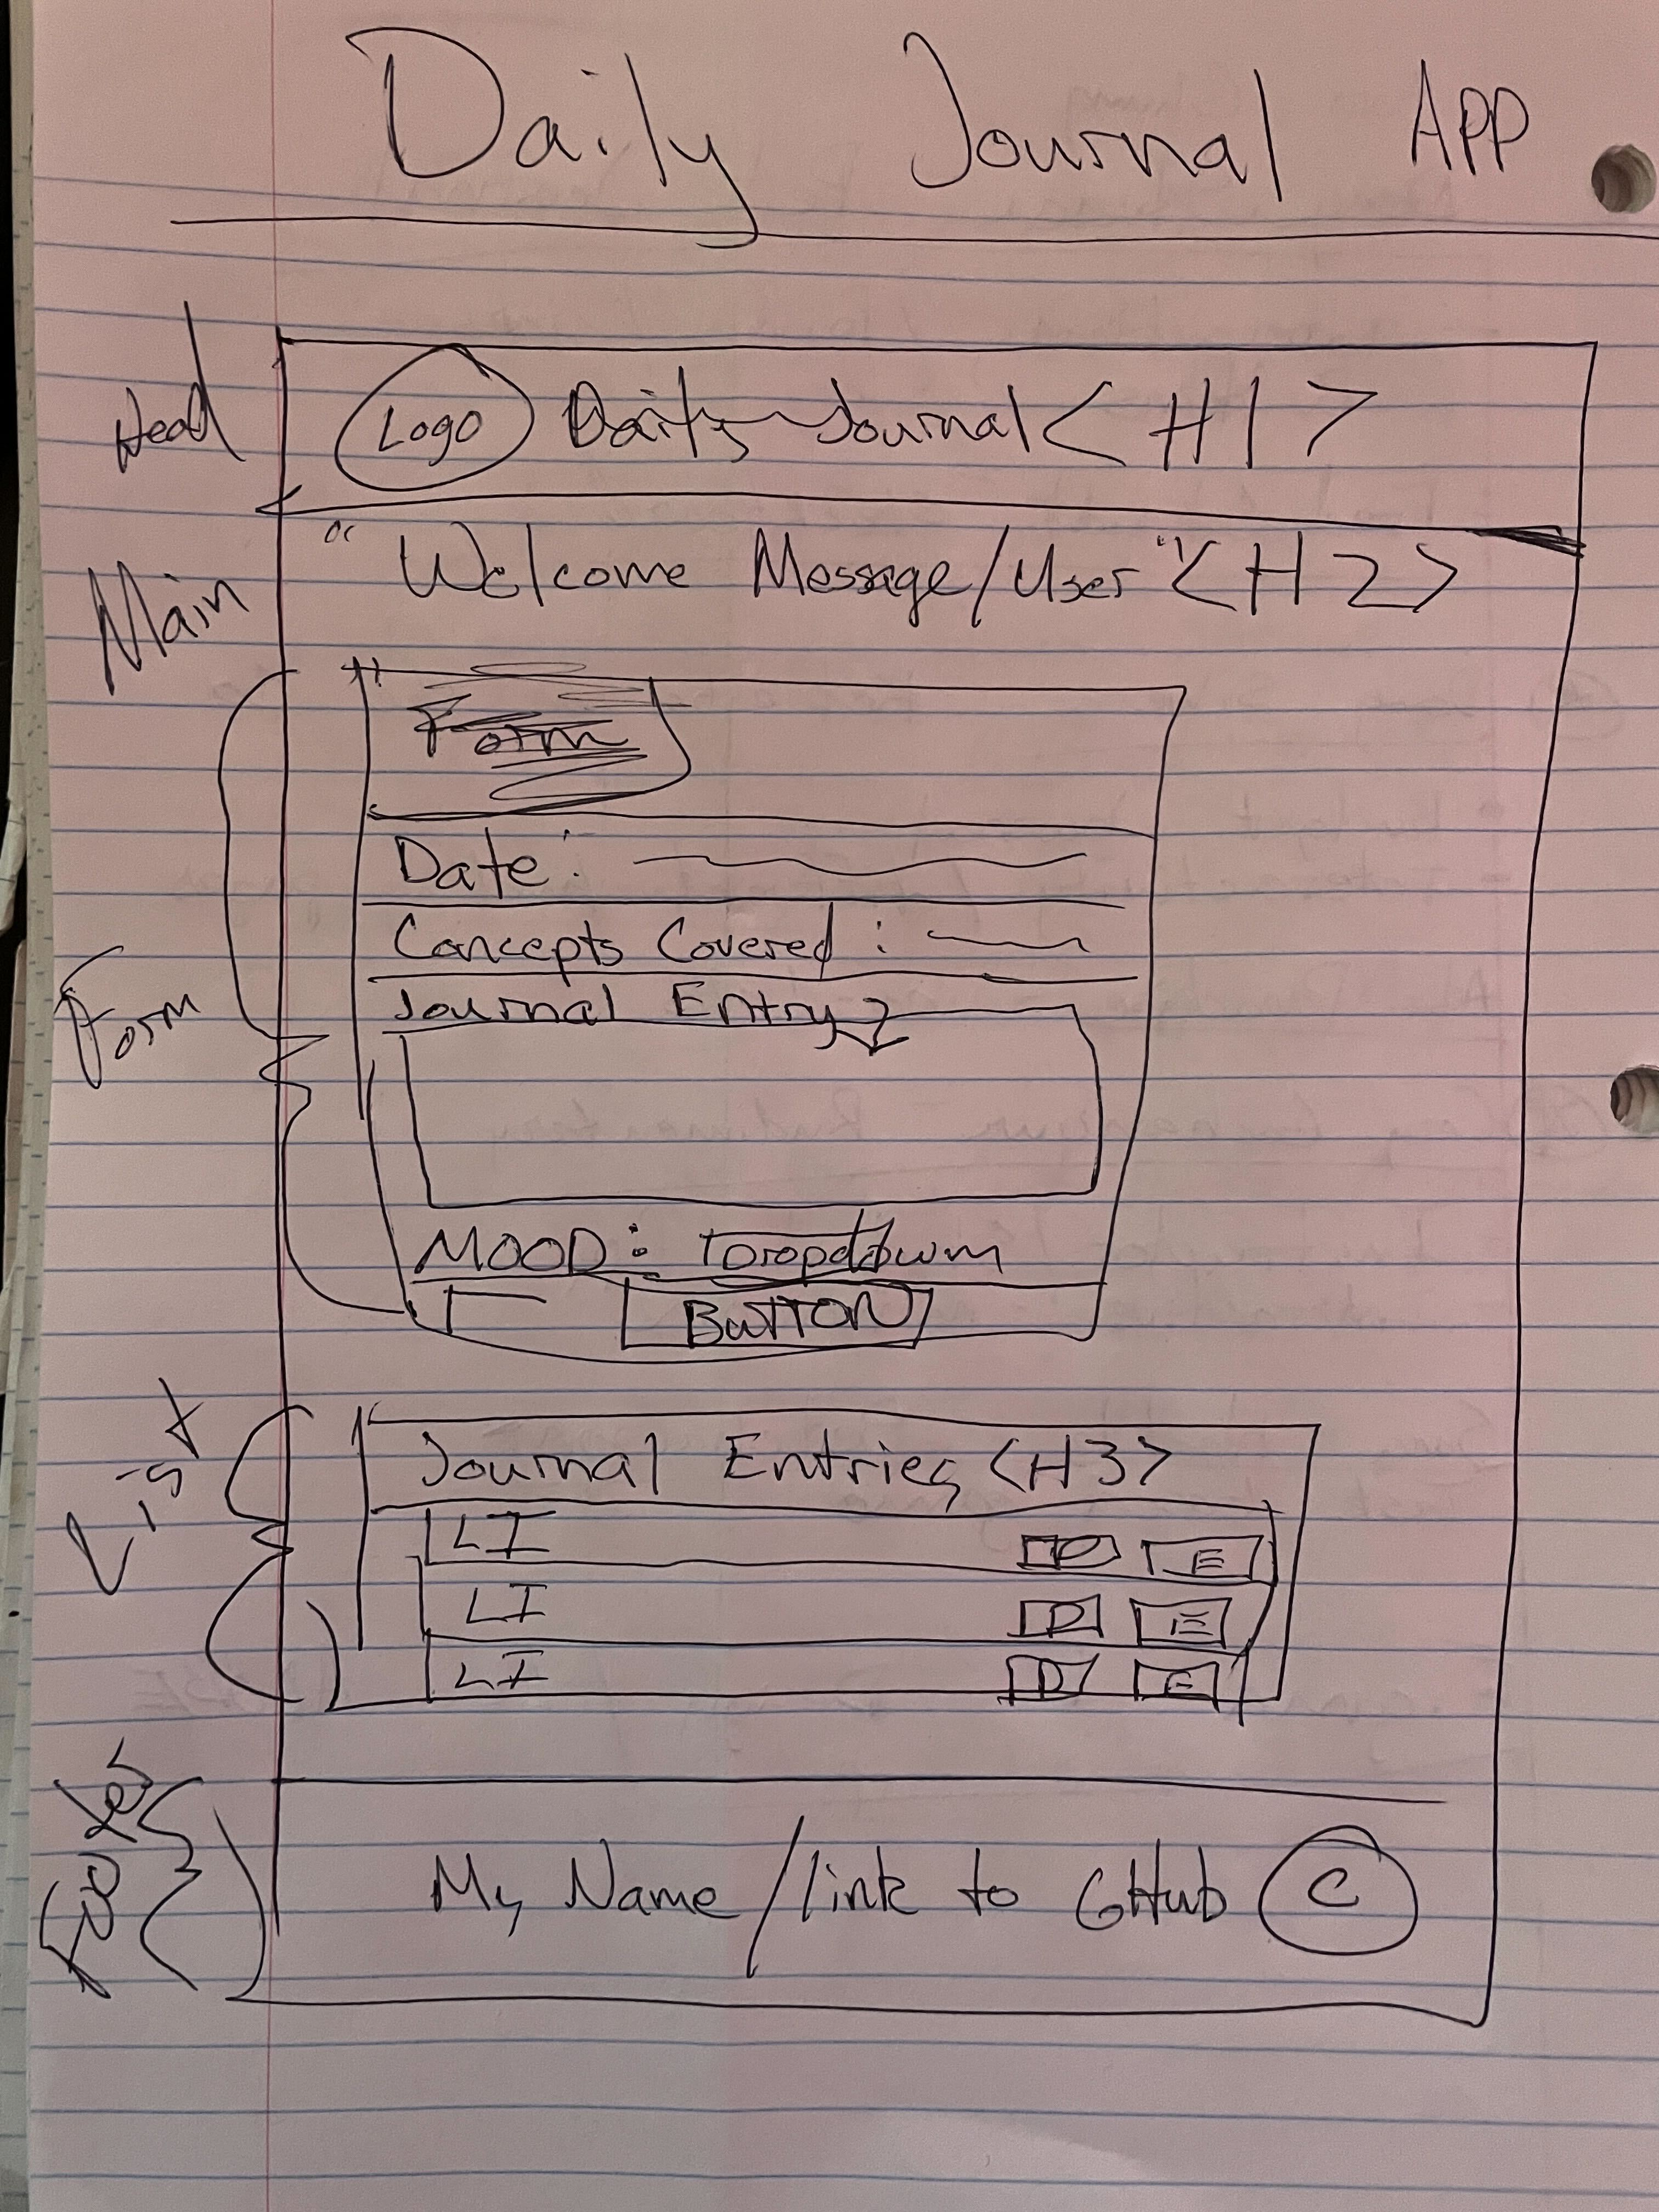 Daily Journal APP
Head
Logo Daily Journal <H1>
Main
"Welcome Message/User" <H2>
Form
Form
Date:
Concepts Covered:
Journal Entry
MOOD: Dropdown
BUTTON
List
Journal Entries <H3>
LI D E
LI D E
LI D E
Footer
My Name/link to GHub C